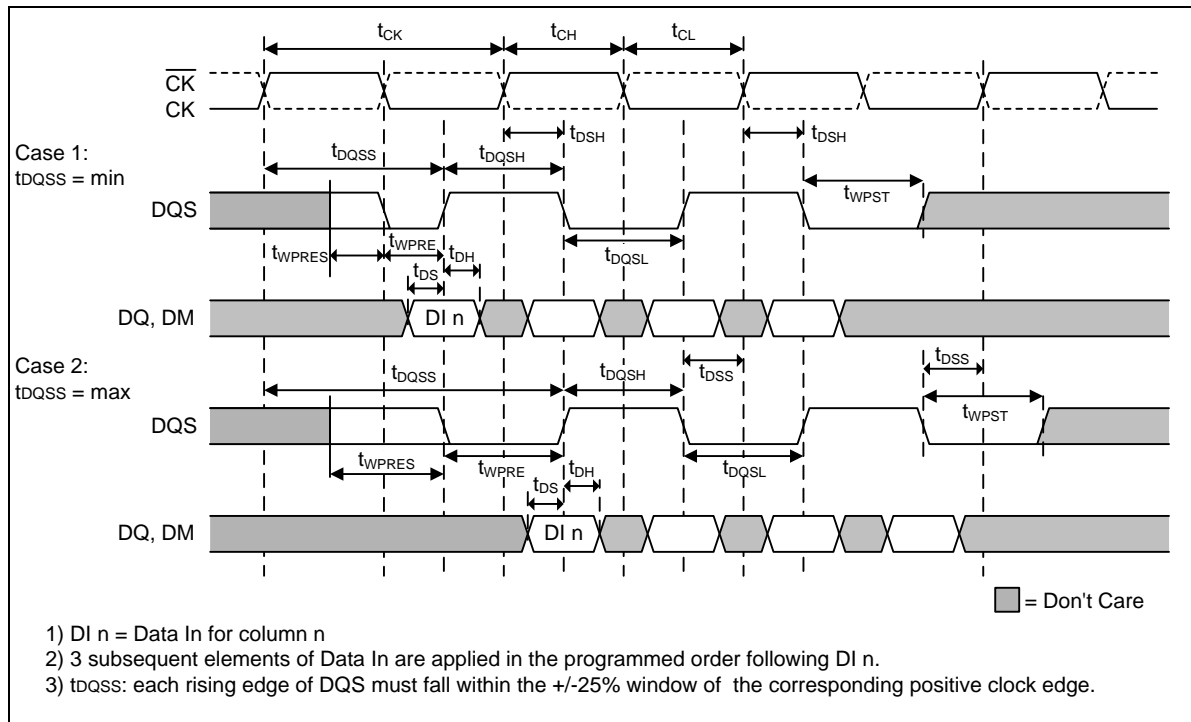 tCK tCH tCL
CK
CK
tDSH tDSH
Case 1:
tDQSS = min
tDQSS tDQSH
tWPST
DQS
tWPRES tWPRE tDH tDQSL
tDS
DQ, DM
DI n
Case 2:
tDQSS = max
tDQSS tDQSH tDSS tDSS
tWPST
DQS
tWPRES tWPRE tDH tDQSL
tDS
DQ, DM
DI n
= Don't Care
1) DI n = Data In for column n
2) 3 subsequent elements of Data In are applied in the programmed order following DI n.
3) tDQSS: each rising edge of DQS must fall within the +/-25% window of the corresponding positive clock edge.